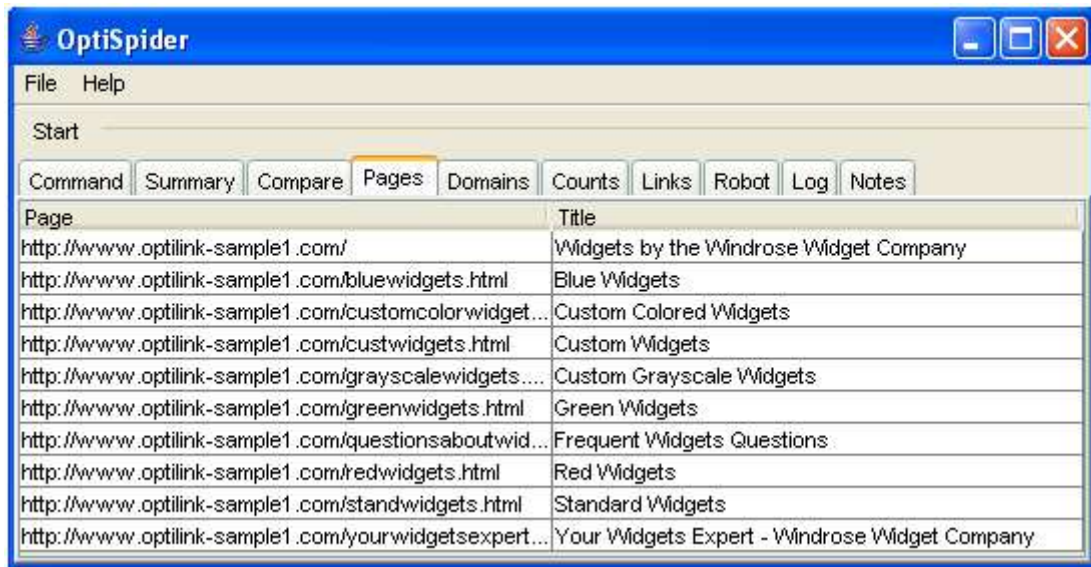 OptiSpider
File Help
Start
Command Summary Compare Pages Domains Counts Links Robot Log Notes
Page Title
http://www.optilink-sample1.com/ Widgets by the Windrose Widget Company
http://www.optilink-sample1.com/bluewidgets.html Blue Widgets
http://www.optilink-sample1.com/customcolorwidget... Custom Colored Widgets
http://www.optilink-sample1.com/custwidgets.html Custom Widgets
http://www.optilink-sample1.com/grayscalewidgets.... Custom Grayscale Widgets
http://www.optilink-sample1.com/greenwidgets.html Green Widgets
http://www.optilink-sample1.com/questionsaboutwid... Frequent Widgets Questions
http://www.optilink-sample1.com/redwidgets.html Red Widgets
http://www.optilink-sample1.com/standwidgets.html Standard Widgets
http://www.optilink-sample1.com/yourwidgetsexpert... Your Widgets Expert - Windrose Widget Company